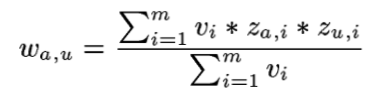 w_{a,u} = \frac{\sum_{i=1}^{m} v_i * z_{a,i} * z_{u,i}}{\sum_{i=1}^{m} v_i}